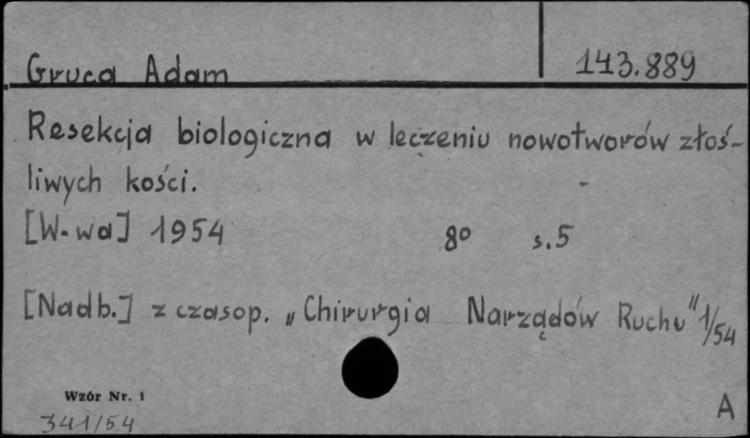 Gruca Adam 143.889
Resekcja biologiczna w leczeniu nowotworów złoś-
liwych kości.
[W-wa] 1954 8º s.5
[Nadb.] z czasop. „Chirurgia Narządów Ruchu" 1/54
Wzór Nr. 1
341/54 A